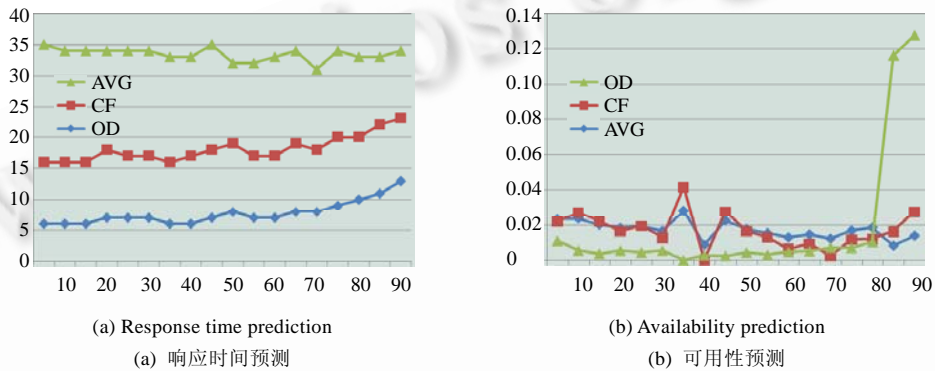 40
35
30
25
20
15
10
5
0
AVG
CF
OD
10 20 30 40 50 60 70 80 90
(a) Response time prediction
(a) 响应时间预测
0.14
0.12
0.10
0.08
0.06
0.04
0.02
0
OD
CF
AVG
10 20 30 40 50 60 70 80 90
(b) Availability prediction
(b) 可用性预测